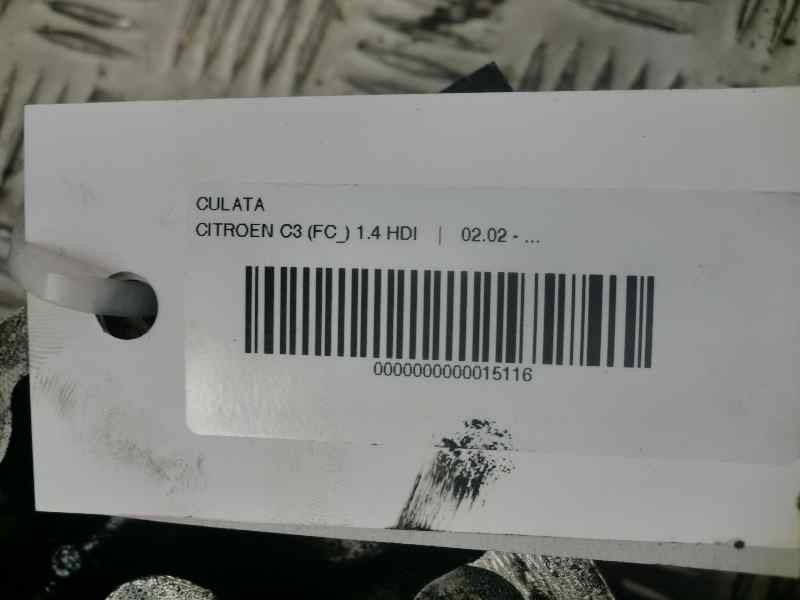 CULATA
CITROEN C3 (FC_) 1.4 HDI | 02.02 - ...
0000000000015116